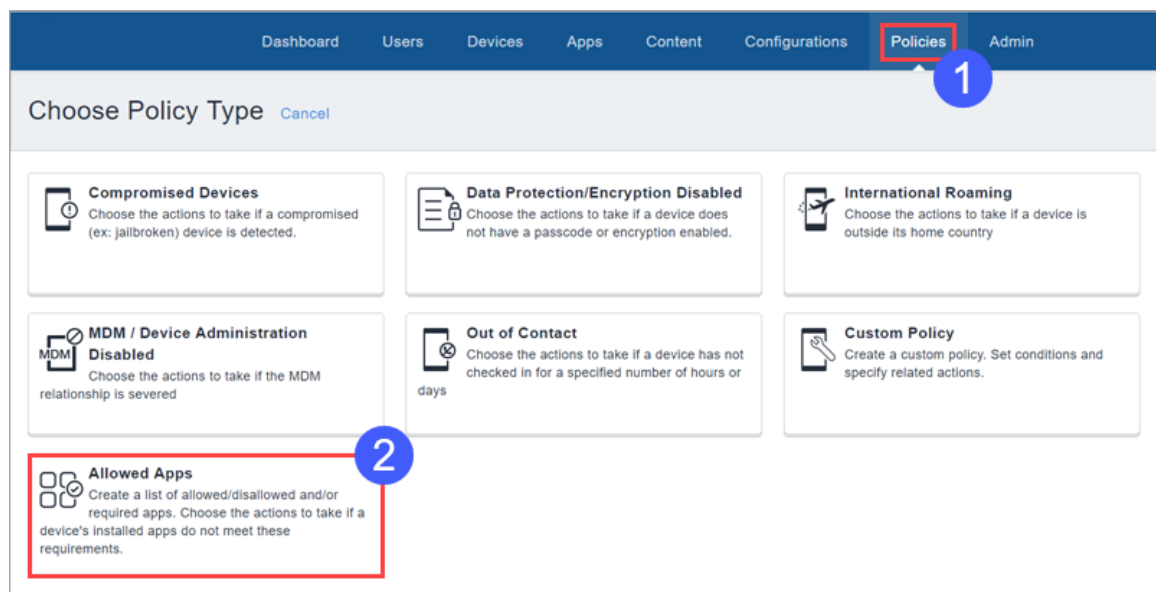 Dashboard Users Devices Apps Content Configurations Policies Admin
1
Choose Policy Type Cancel
Compromised Devices
Choose the actions to take if a compromised
(ex: jailbroken) device is detected.
Data Protection/Encryption Disabled
Choose the actions to take if a device does
not have a passcode or encryption enabled.
International Roaming
Choose the actions to take if a device is
outside its home country
MDM
MDM / Device Administration
Disabled
Choose the actions to take if the MDM
relationship is severed
Out of Contact
Choose the actions to take if a device has not
checked in for a specified number of hours or
days
Custom Policy
Create a custom policy. Set conditions and
specify related actions.
2
Allowed Apps
Create a list of allowed/disallowed and/or
required apps. Choose the actions to take if a
device's installed apps do not meet these
requirements.